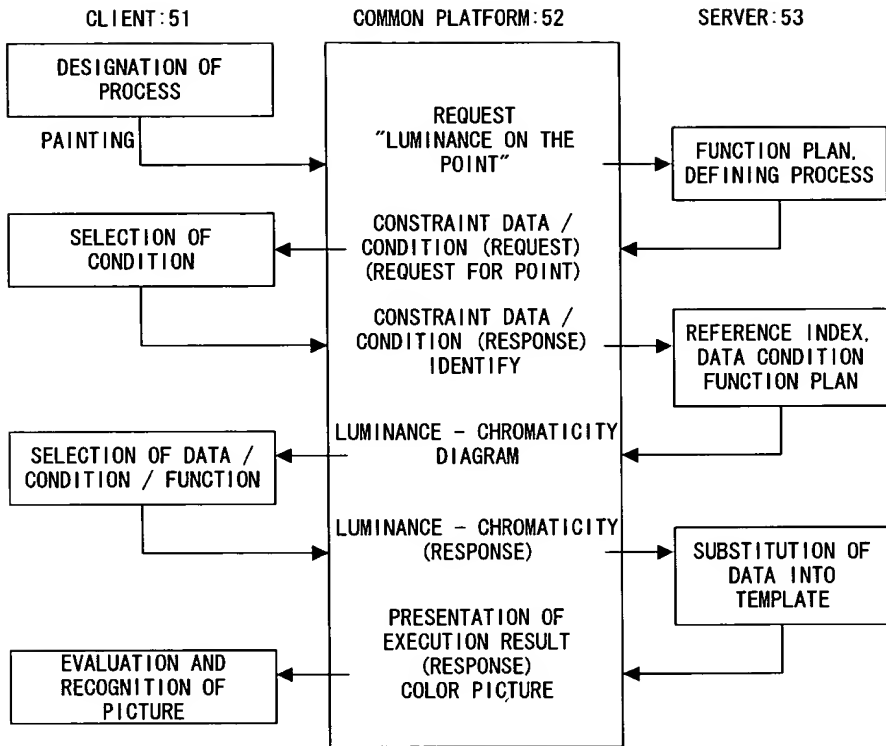 CLIENT:51
COMMON PLATFORM:52
SERVER:53
DESIGNATION OF
PROCESS
PAINTING
REQUEST
"LUMINANCE ON THE
POINT"
FUNCTION PLAN,
DEFINING PROCESS
CONSTRAINT DATA /
CONDITION (REQUEST)
(REQUEST FOR POINT)
SELECTION OF
CONDITION
CONSTRAINT DATA /
CONDITION (RESPONSE)
IDENTIFY
REFERENCE INDEX,
DATA CONDITION
FUNCTION PLAN
LUMINANCE - CHROMATICITY
DIAGRAM
SELECTION OF DATA /
CONDITION / FUNCTION
LUMINANCE - CHROMATICITY
(RESPONSE)
SUBSTITUTION OF
DATA INTO
TEMPLATE
PRESENTATION OF
EXECUTION RESULT
(RESPONSE)
COLOR PICTURE
EVALUATION AND
RECOGNITION OF
PICTURE